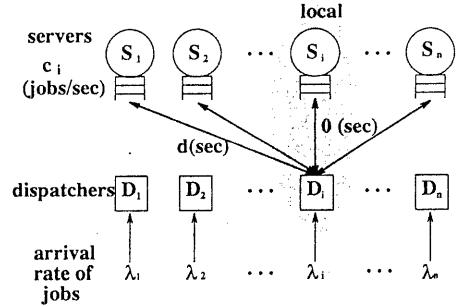 local
servers S₁ S₂ ··· Sᵢ ··· Sₙ
cᵢ
(jobs/sec)
0 (sec)
d(sec)
dispatchers D₁ D₂ ··· Dᵢ ··· Dₙ
arrival
rate of λ₁ λ₂ ··· λᵢ ··· λₙ
jobs